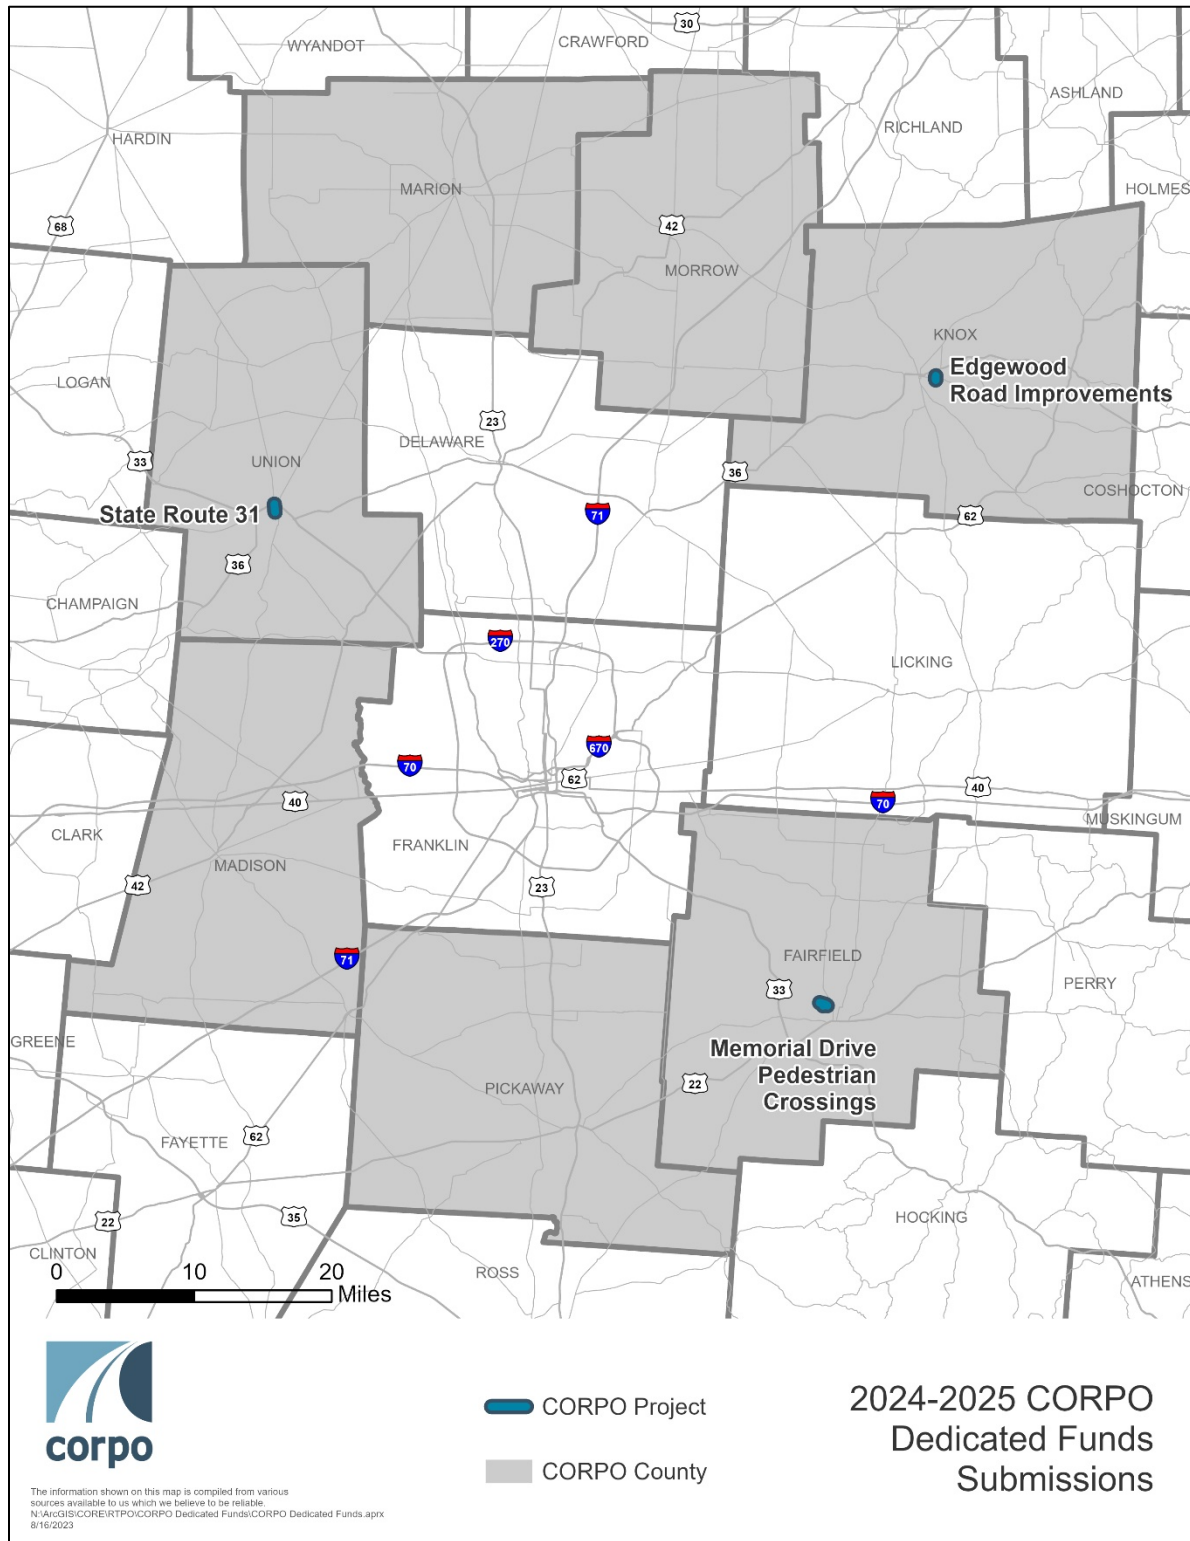 30
WYANDOT
CRAWFORD
ASHLAND
RICHLAND
HARDIN
MARION
HOLMES
68
42
MORROW
KNOX
Edgewood
Road Improvements
LOGAN
23
DELAWARE
33
UNION
36
COSHOCTON
State Route 31
71
62
36
CHAMPAIGN
270
LICKING
670
70
62
40
40
70
MUSKINGUM
CLARK
FRANKLIN
MADISON
42
23
71
FAIRFIELD
33
PERRY
GREENE
Memorial Drive
Pedestrian
Crossings
22
PICKAWAY
62
FAYETTE
22
35
HOCKING
CLINTON
ROSS
ATHENS
0 10 20
Miles
corpo
CORPO Project
CORPO County
2024-2025 CORPO
Dedicated Funds
Submissions
The information shown on this map is compiled from various
sources available to us which we believe to be reliable.
N:\ArcGIS\CORE\RTPO\CORPO Dedicated Funds\CORPO Dedicated Funds.aprx
8/16/2023